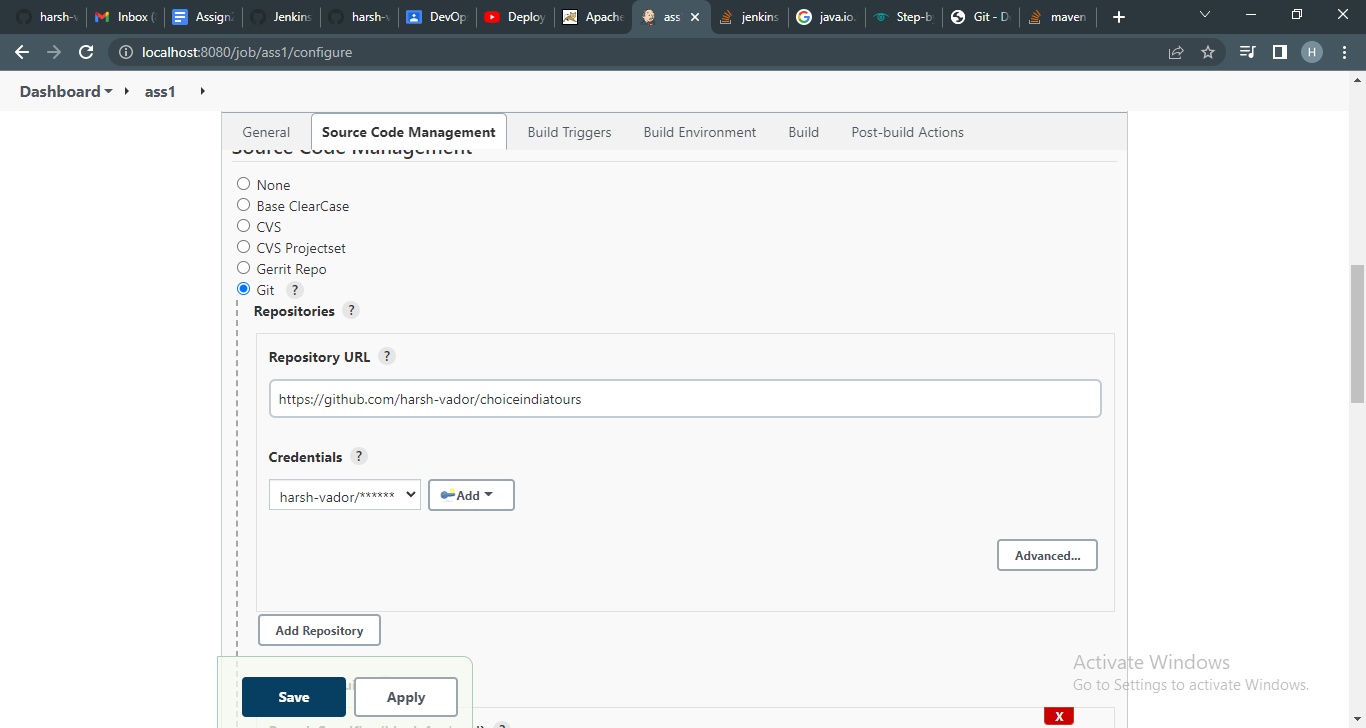 harsh-v
Inbox (
Assign
Jenkins
harsh-v
DevOp
Deploy
Apache
ass
jenkins
java.io.
Step-b
Git - D
maven
localhost:8080/job/ass1/configure
H
Dashboard ass1
General Source Code Management Build Triggers Build Environment Build Post-build Actions
Source Code Management
None
Base ClearCase
CVS
CVS Projectset
Gerrit Repo
Git ?
Repositories ?
Repository URL ?
https://github.com/harsh-vador/choiceindiatours
Credentials ?
harsh-vador/****** Add
Advanced...
Add Repository
Activate Windows
Go to Settings to activate Windows.
Save Apply
X